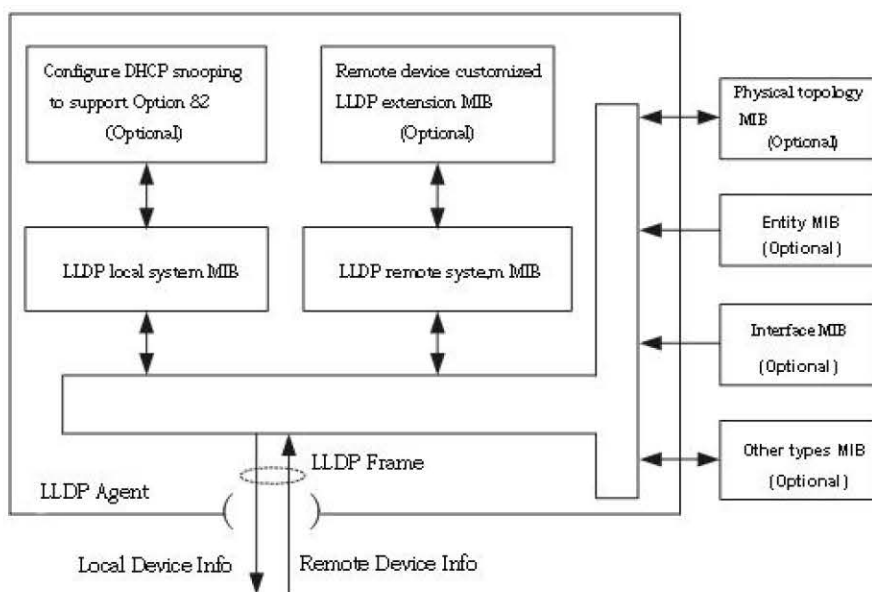 Configure DHCP snooping
to support Option 82
(Optional)
Remote device customized
LLDP extension MIB
(Optional)
Physical topology
MIB
(Optional)
LLDP local system MIB
LLDP remote syste,m MIB
Entity MIB
(Optional)
Interface MIB
(Optional)
Other types MIB
(Optional)
LLDP Frame
LLDP Agent
Local Device Info
Remote Device Info